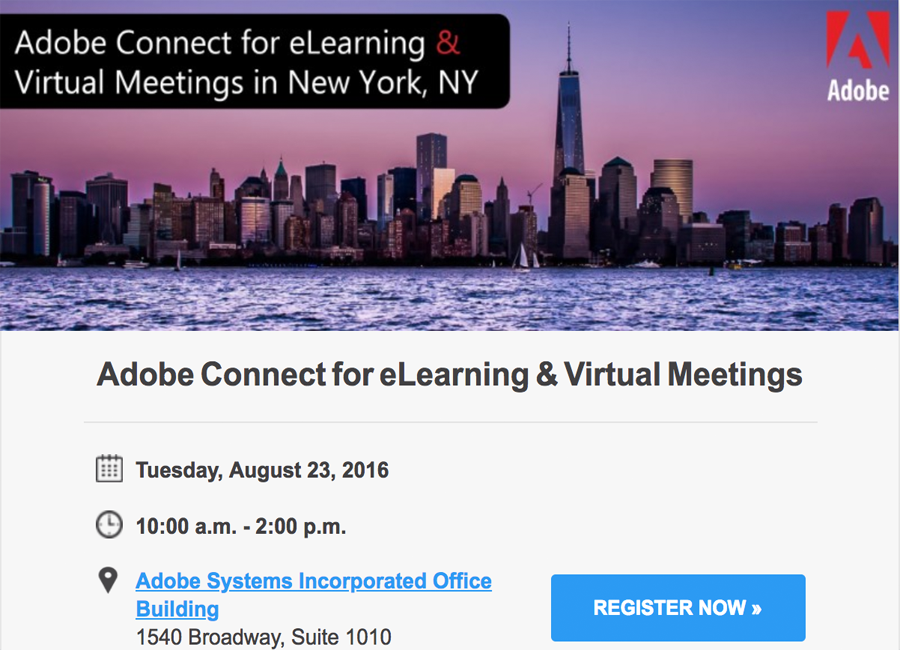 Adobe Connect for eLearning &
Virtual Meetings in New York, NY
Adobe
Adobe Connect for eLearning & Virtual Meetings
Tuesday, August 23, 2016
10:00 a.m. - 2:00 p.m.
Adobe Systems Incorporated Office
Building
1540 Broadway, Suite 1010
REGISTER NOW »